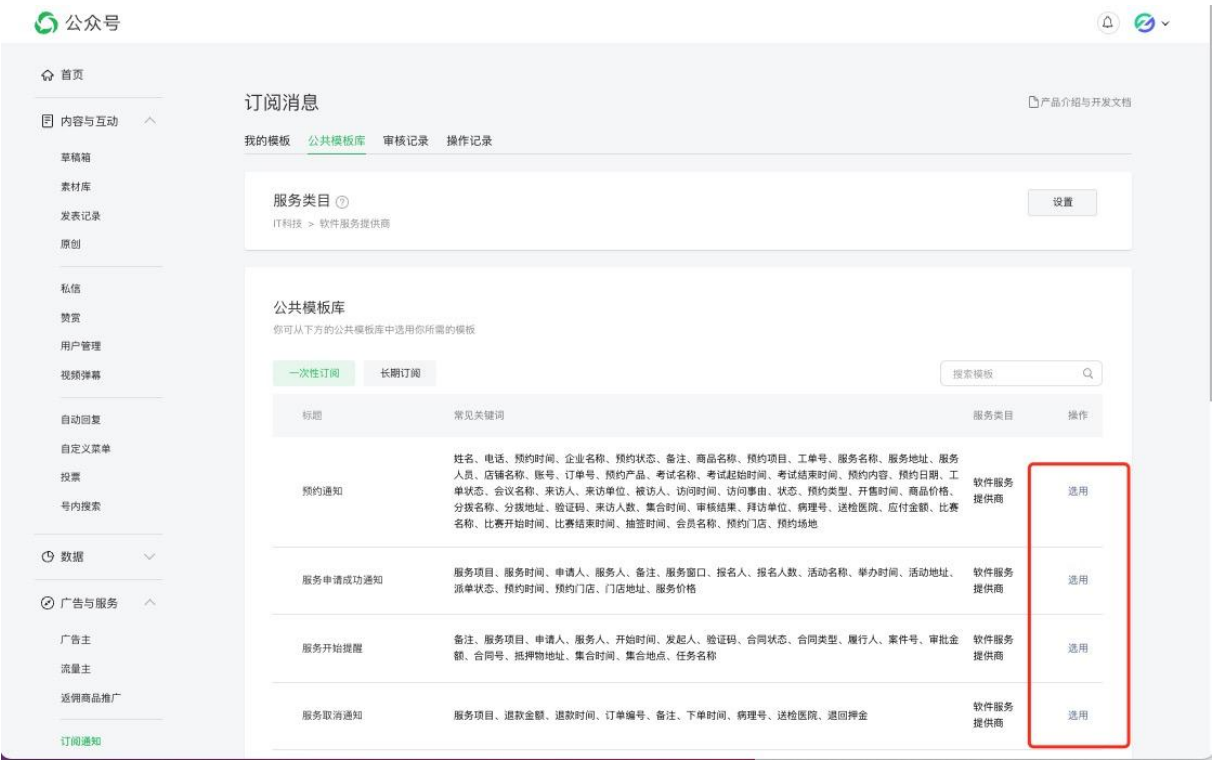 公众号
首页
内容与互动
草稿箱
素材库
发表记录
原创
私信
赞赏
用户管理
视频弹幕
自动回复
自定义菜单
投票
号内搜索
数据
广告与服务
广告主
流量主
返佣商品推广
订阅通知
订阅消息
产品介绍与开发文档
我的模板 公共模板库 审核记录 操作记录
服务类目
设置
IT科技 > 软件服务提供商
公共模板库
你可从下方的公共模板库中选用你所需的模板
一次性订阅 长期订阅 搜索模板
标题 常见关键词 服务类目 操作
预约通知
姓名、电话、预约时间、企业名称、预约状态、备注、商品名称、预约项目、工单号、服务名称、服务地址、服务
人员、店铺名称、账号、订单号、预约产品、考试名称、考试起始时间、考试结束时间、预约内容、预约日期、工
单状态、会议名称、来访人、来访单位、被访人、访问时间、访问事由、状态、预约类型、开售时间、商品价格、
分拨名称、分拨地址、验证码、来访人数、集合时间、审核结果、拜访单位、病理号、送检医院、应付金额、比赛
名称、比赛开始时间、比赛结束时间、抽签时间、会员名称、预约门店、预约场地
软件服务
提供商
选用
服务申请成功通知
服务项目、服务时间、申请人、服务人、备注、服务窗口、报名人、报名人数、活动名称、举办时间、活动地址、
派单状态、预约时间、预约门店、门店地址、服务价格
软件服务
提供商
选用
服务开始提醒
备注、服务项目、申请人、服务人、开始时间、发起人、验证码、合同状态、合同类型、履行人、案件号、审批金
额、合同号、抵押物地址、集合时间、集合地点、任务名称
软件服务
提供商
选用
服务取消通知
服务项目、退款金额、退款时间、订单编号、备注、下单时间、病理号、送检医院、退回押金
软件服务
提供商
选用